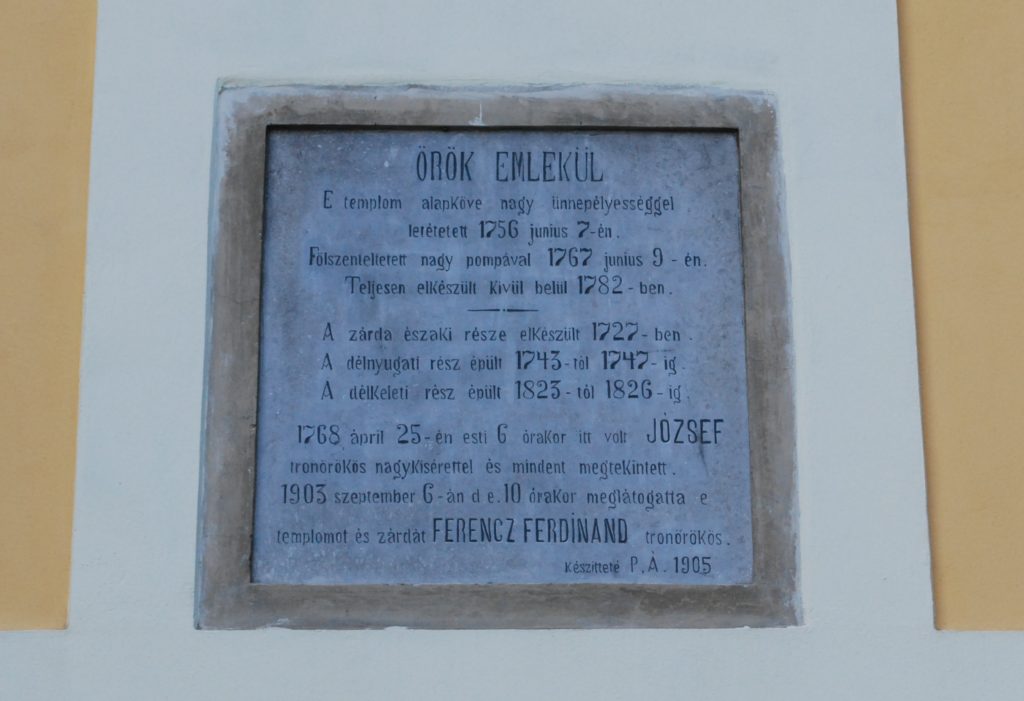 ÖRÖK EMLEKÜL
E templom alapköve nagy ünnepélyességgel
letétetett 1756 junius 7-én.
Fölszenteltetett nagy pompával 1767 junius 9-én.
Teljesen elkészült kivül belül 1782-ben.
A zárda északi része elkészült 1727-ben.
A délnyugati rész épült 1743-tól 1747-ig.
A délkeleti rész épült 1823-tól 1826-ig.
1768 ápril 25-én esti 6 órakor itt volt JÓZSEF
trónörökös nagykisérettel és mindent megtekintett.
1903 szeptember 6-án d e. 10 órakor meglátogatta e
templomot és zárdát FERENCZ FERDINAND trónörökös.
Készitteté P.A. 1905